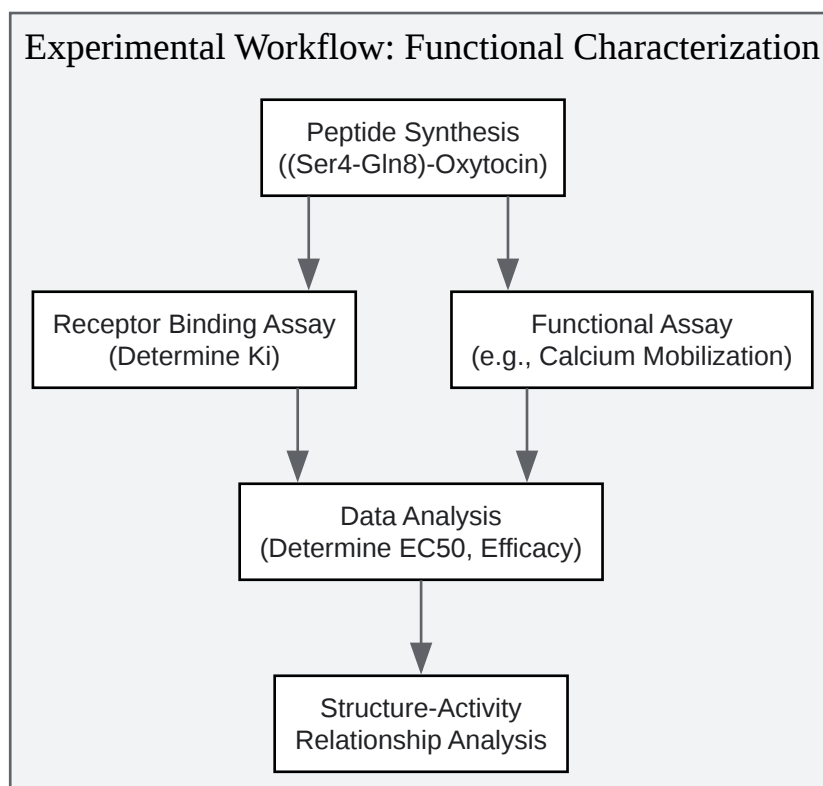 Experimental Workflow: Functional Characterization
Peptide Synthesis
((Ser4-Gln8)-Oxytocin)
Receptor Binding Assay
(Determine Ki)
Functional Assay
(e.g., Calcium Mobilization)
Data Analysis
(Determine EC50, Efficacy)
Structure-Activity
Relationship Analysis